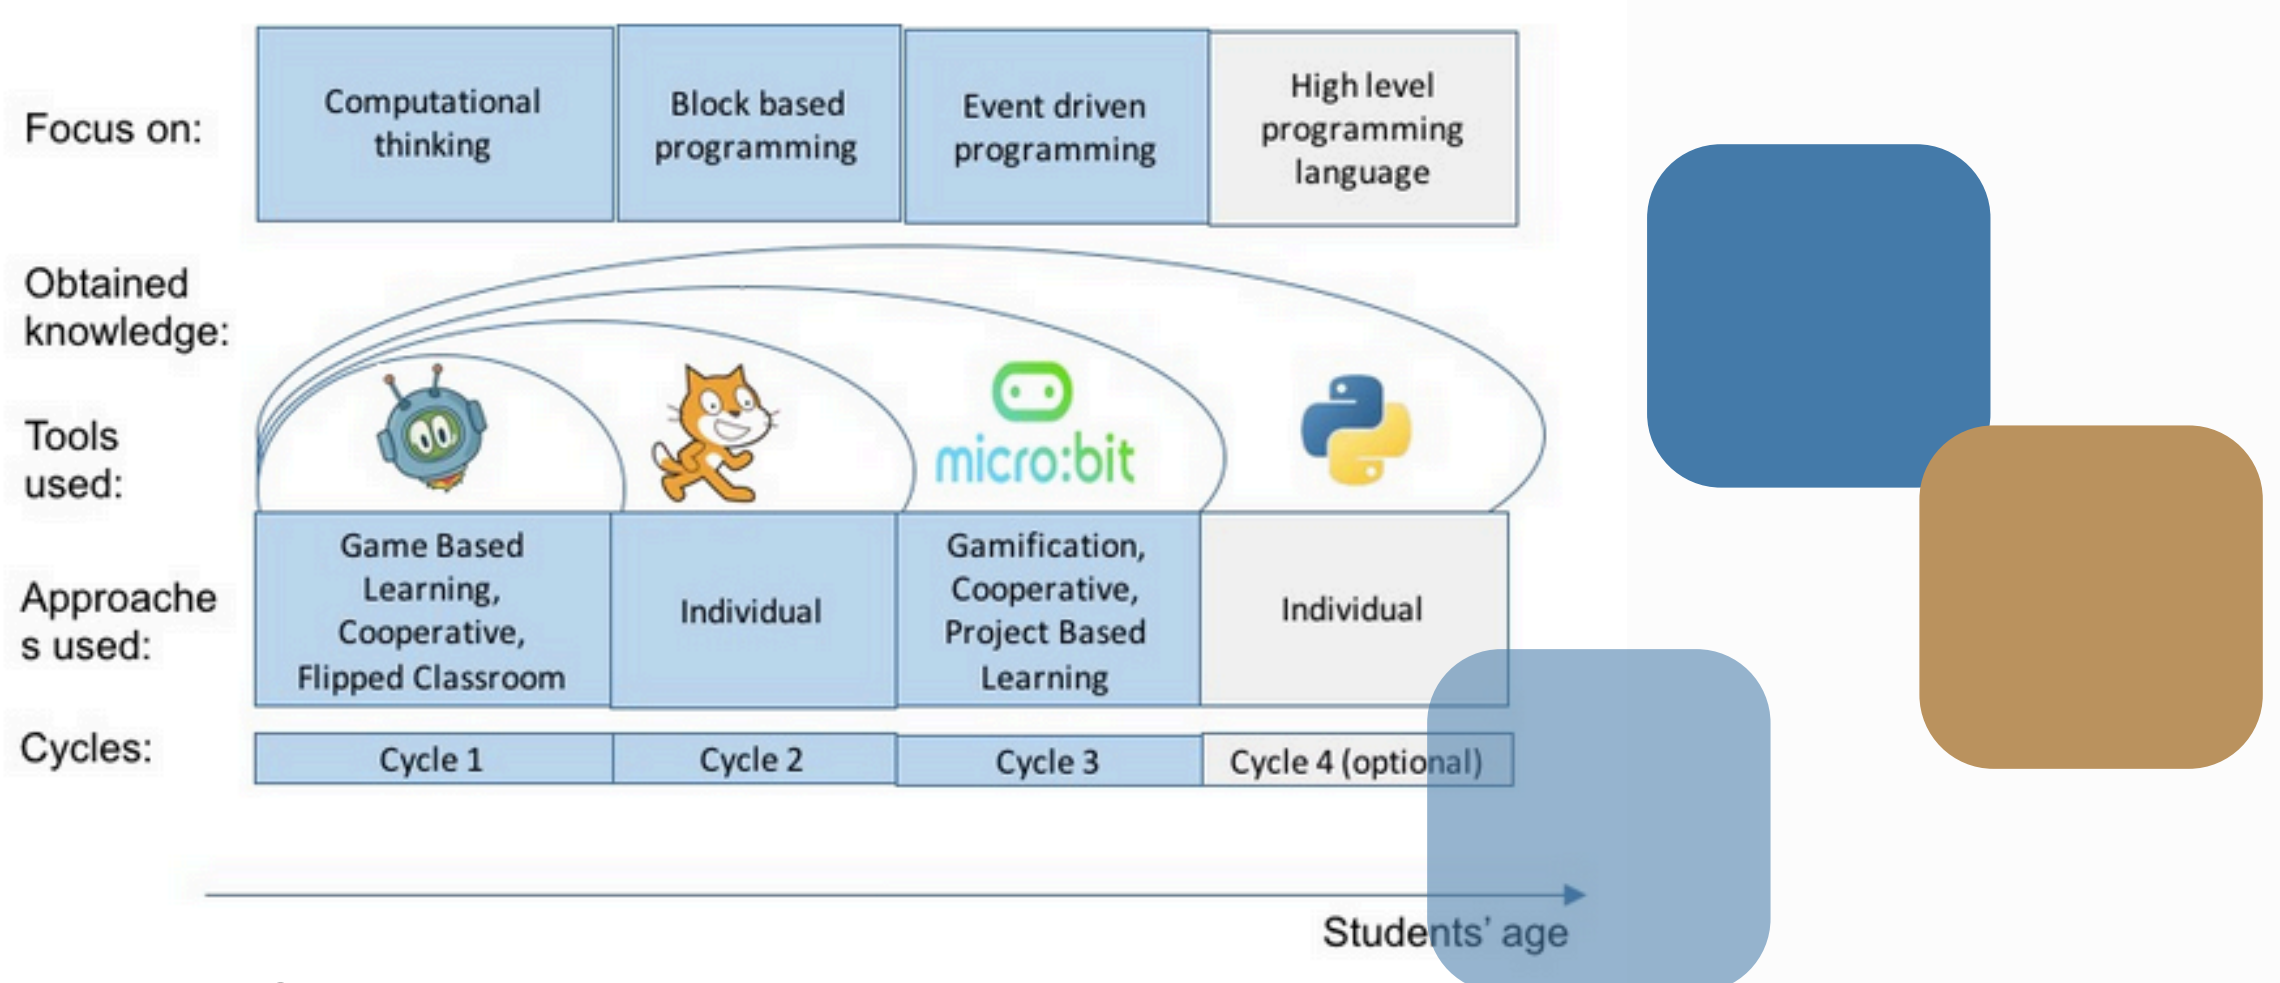 Focus on:
Computational
thinking
Block based
programming
Event driven
programming
High level
programming
language
Obtained
knowledge:
Tools
used:
micro:bit
Approache
s used:
Game Based
Learning,
Cooperative,
Flipped Classroom
Individual
Gamification,
Cooperative,
Project Based
Learning
Individual
Cycles:
Cycle 1
Cycle 2
Cycle 3
Cycle 4 (optional)
Students’ age